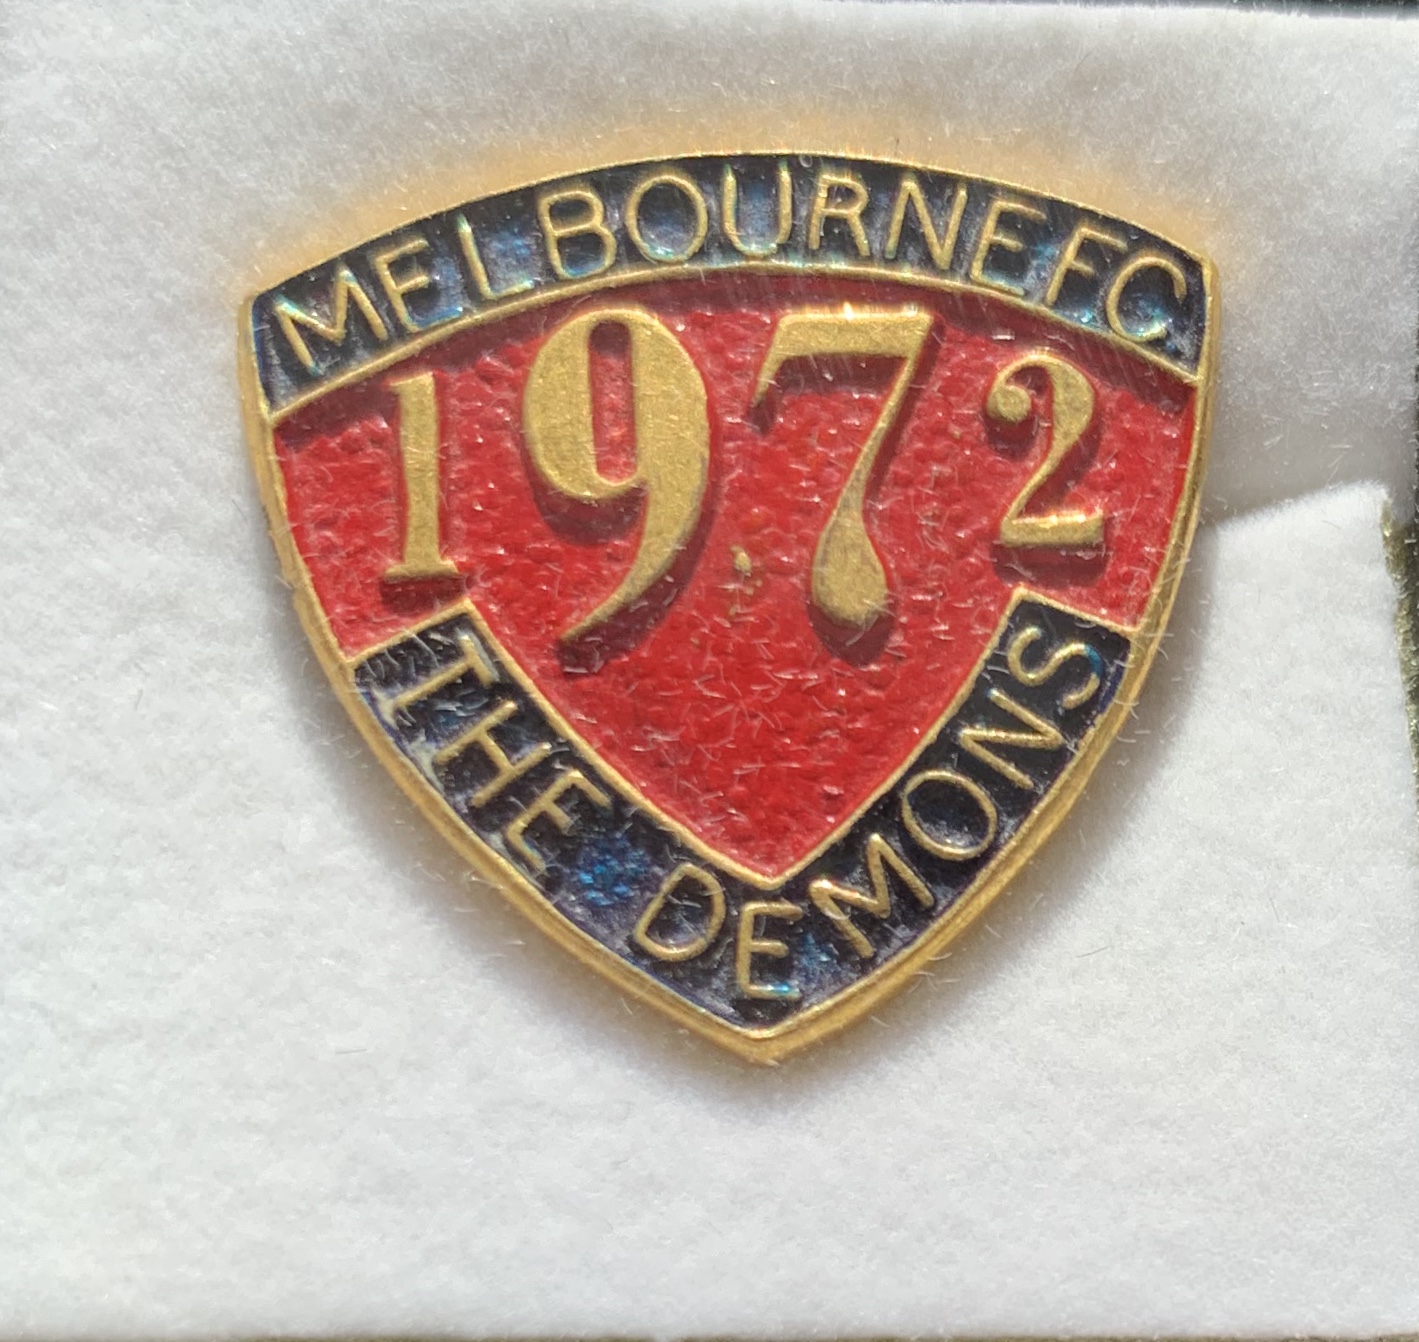 MELBOURNE FC
1972
THE DEMONS